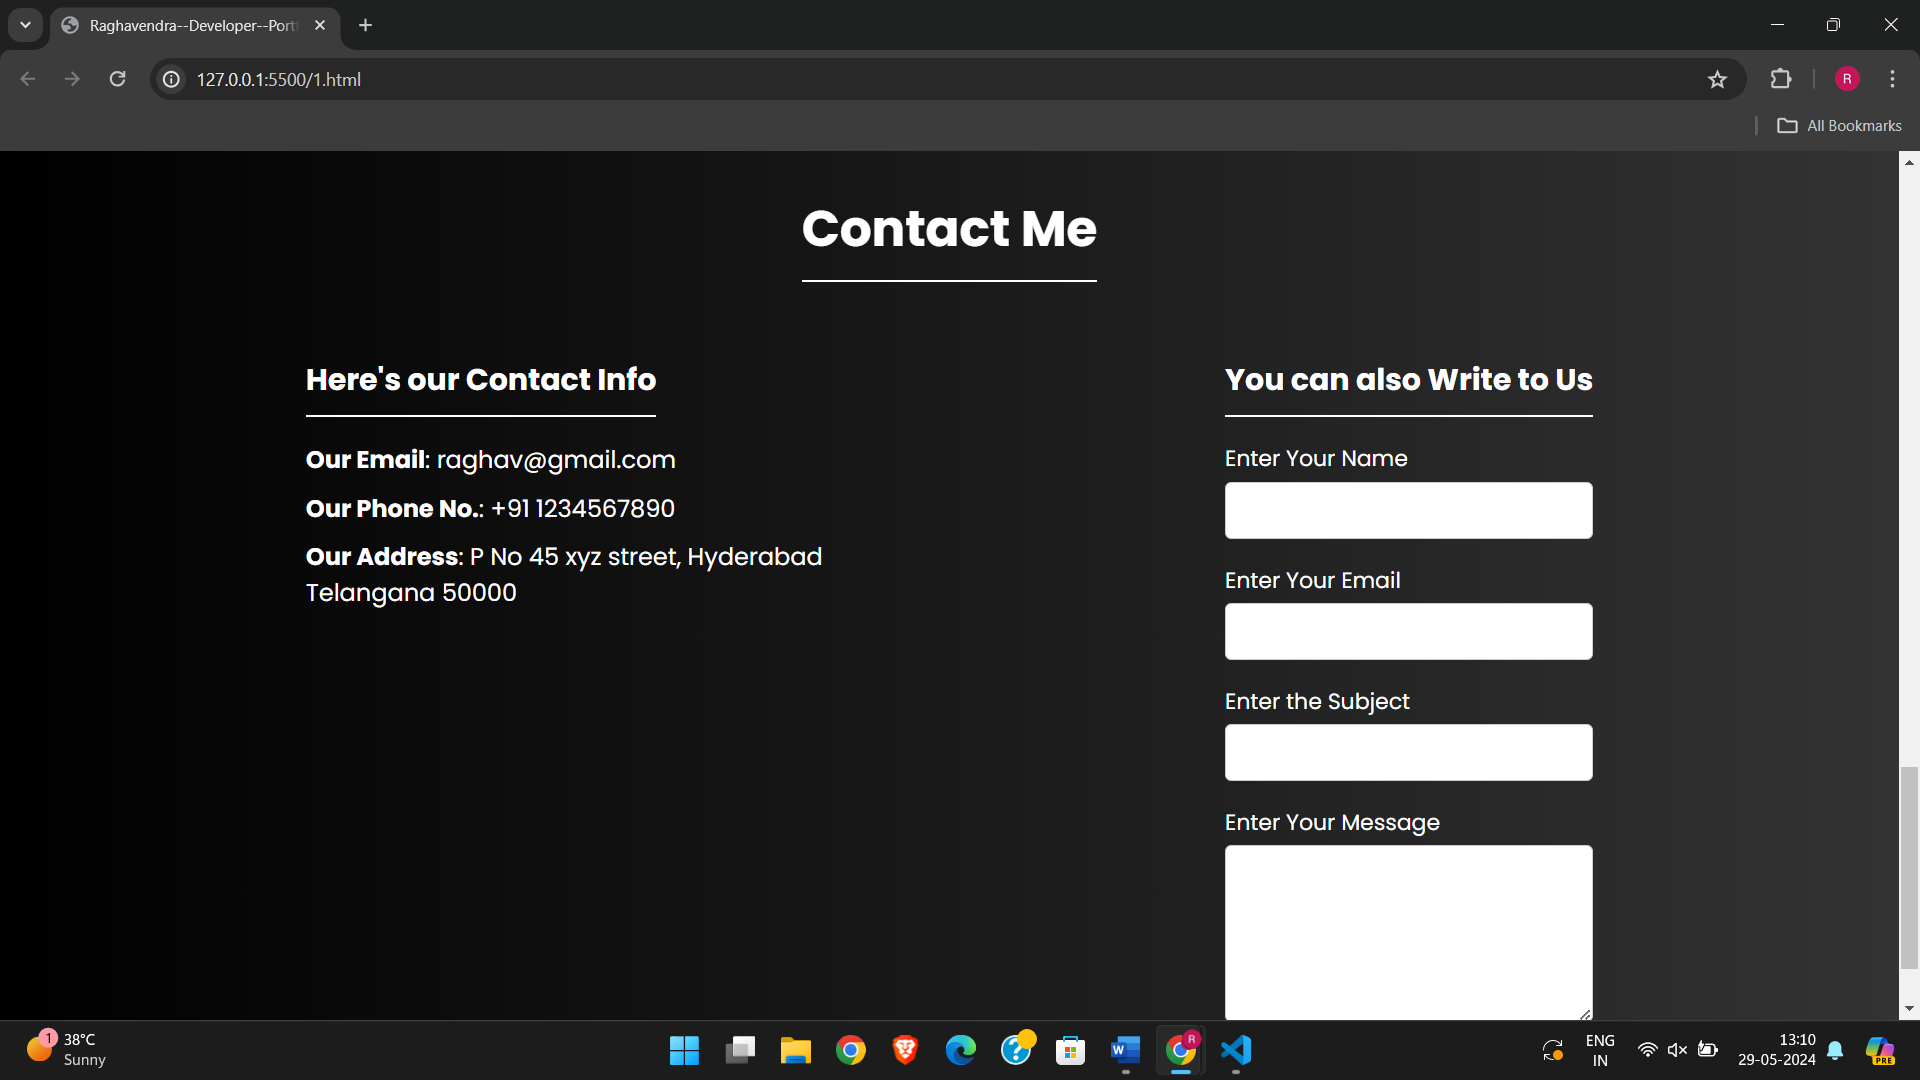 Raghavendra--Developer--Port
127.0.0.1:5500/1.html
R
All Bookmarks
Contact Me
Here's our Contact Info
Our Email: raghav@gmail.com
Our Phone No.: +91 1234567890
Our Address: P No 45 xyz street, Hyderabad
Telangana 50000
You can also Write to Us
Enter Your Name
Enter Your Email
Enter the Subject
Enter Your Message
1
38°C
Sunny
W
R
ENG
IN
13:10
29-05-2024
PRE